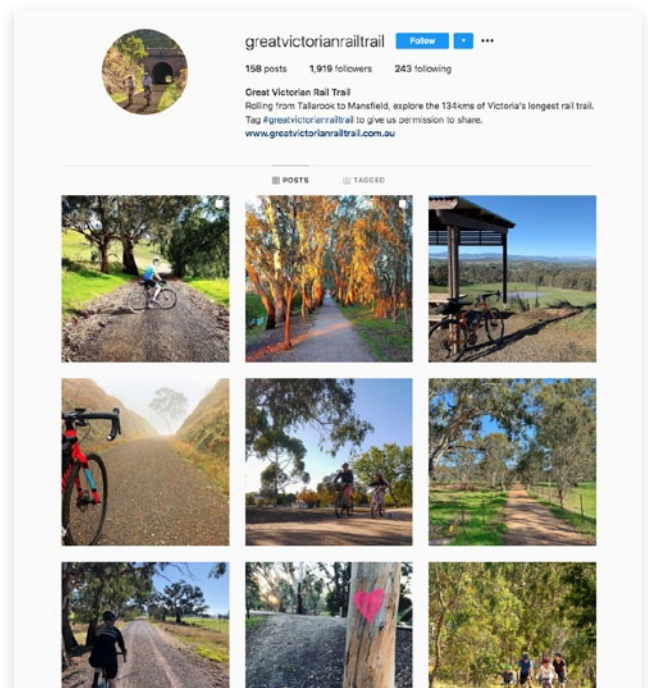 greatvictorianrailtrail Follow
158 posts 1,919 followers 243 following
Great Victorian Rail Trail
Rolling from Tallarook to Mansfield, explore the 134kms of Victoria's longest rail trail.
Tag #greatvictorianrailtrail to give us permission to share.
www.greatvictorianrailtrail.com.au
POSTS TAGGED